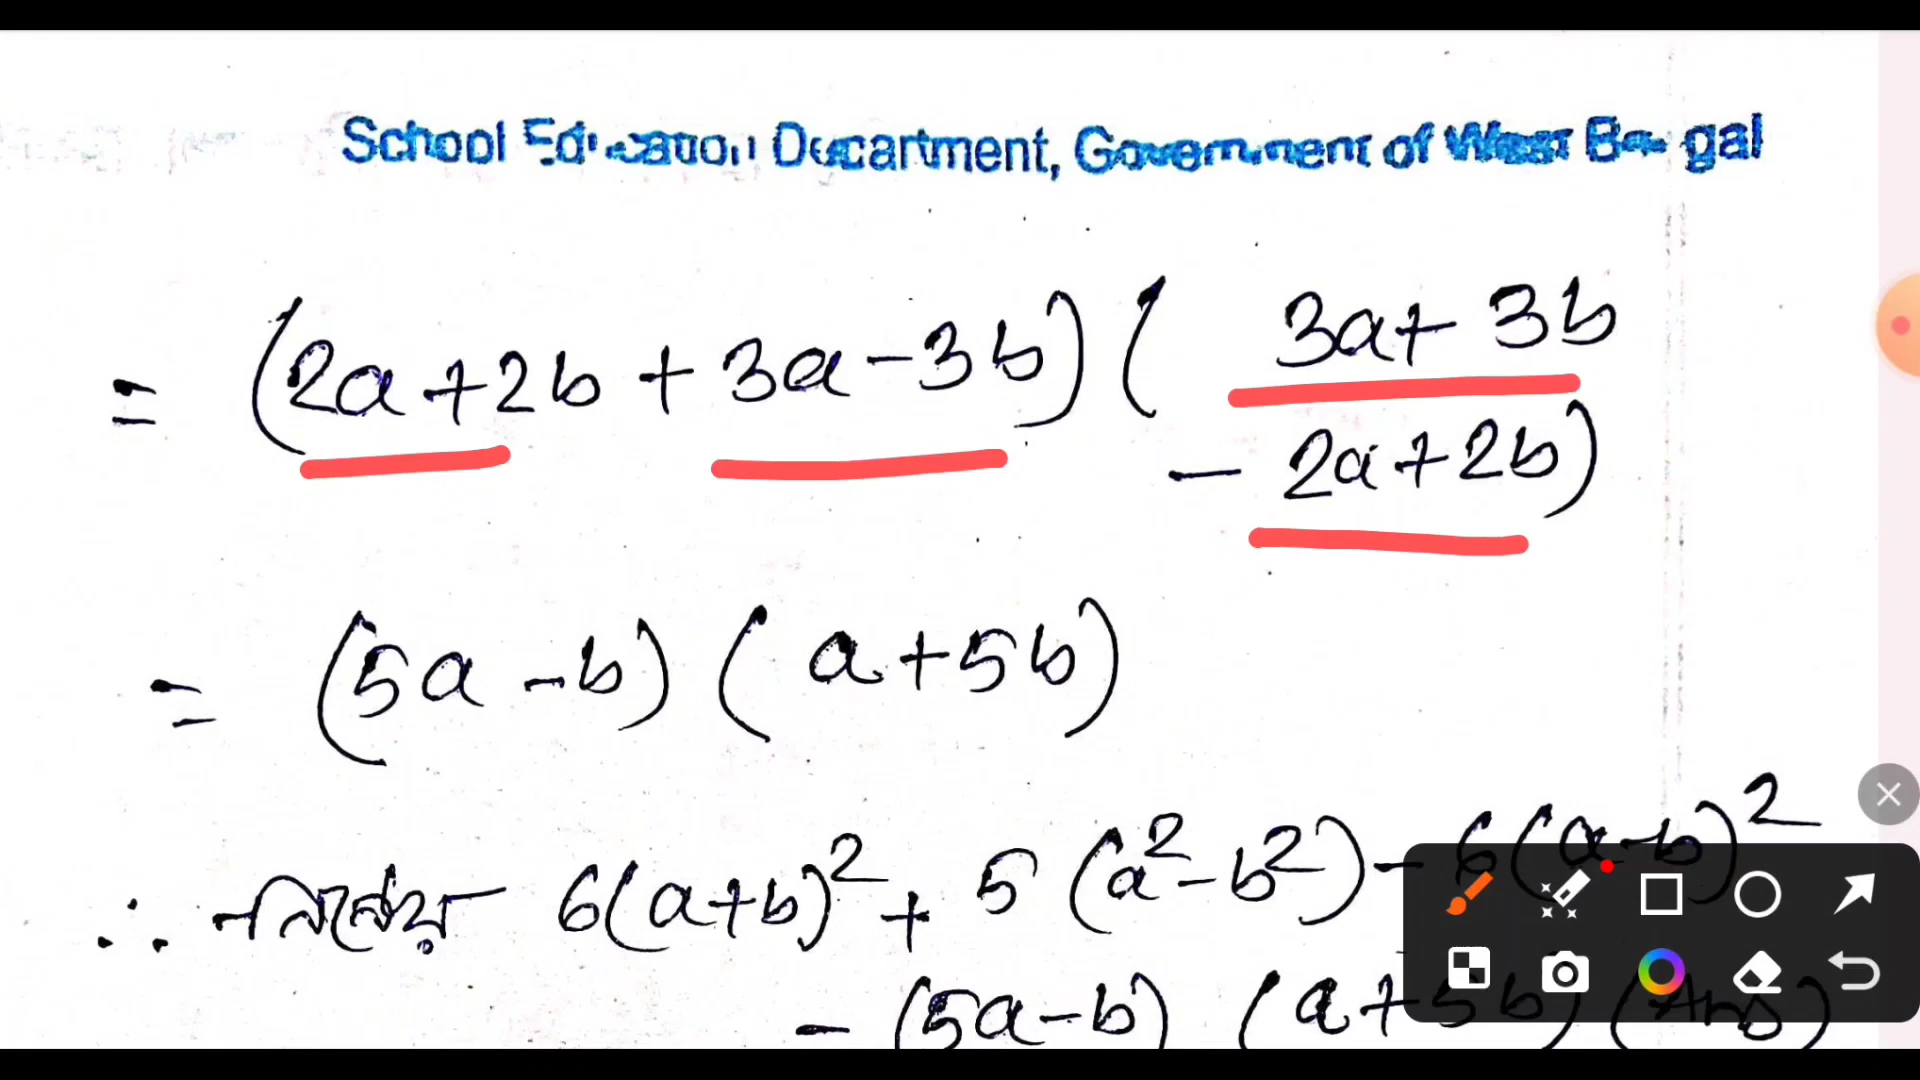 School Education Department, Government of West Bengal
= (2a+2b+3a-3b)(3a+3b
-2a+2b)
= (5a-b)(a+5b)
∴ নির্ণেয় 6(a+b)²+5(a²-b²)-6(a-b)²
= (5a-b)(a+5b)(Ans)